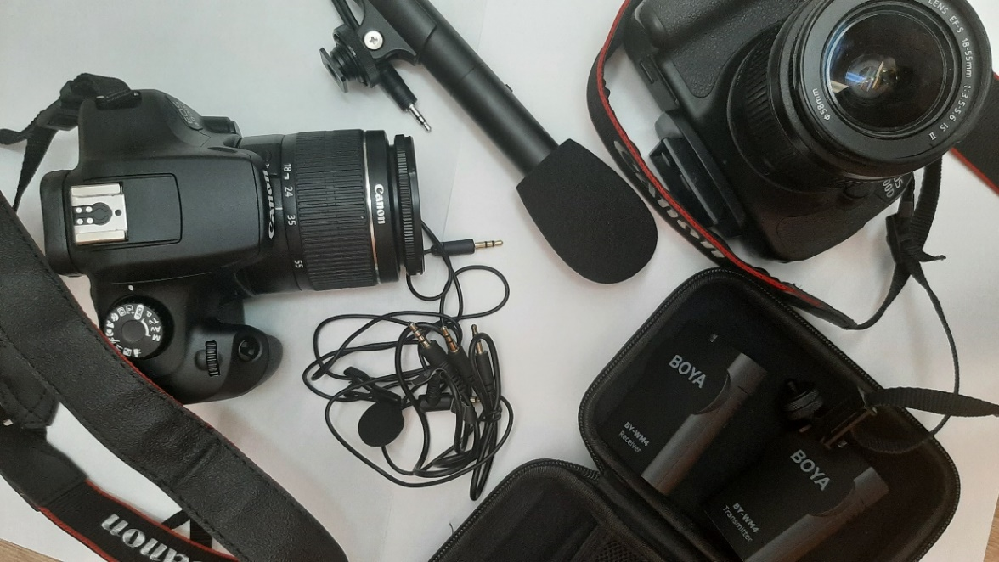 LENS EF-S 18-55mm 1:3.5-5.6 IS II
Φ58mm
Canon
Canon
18
24
35
55
Canon
BOYA
BY-WM4
Receiver
BOYA
BY-WM4
Transmitter
Canon